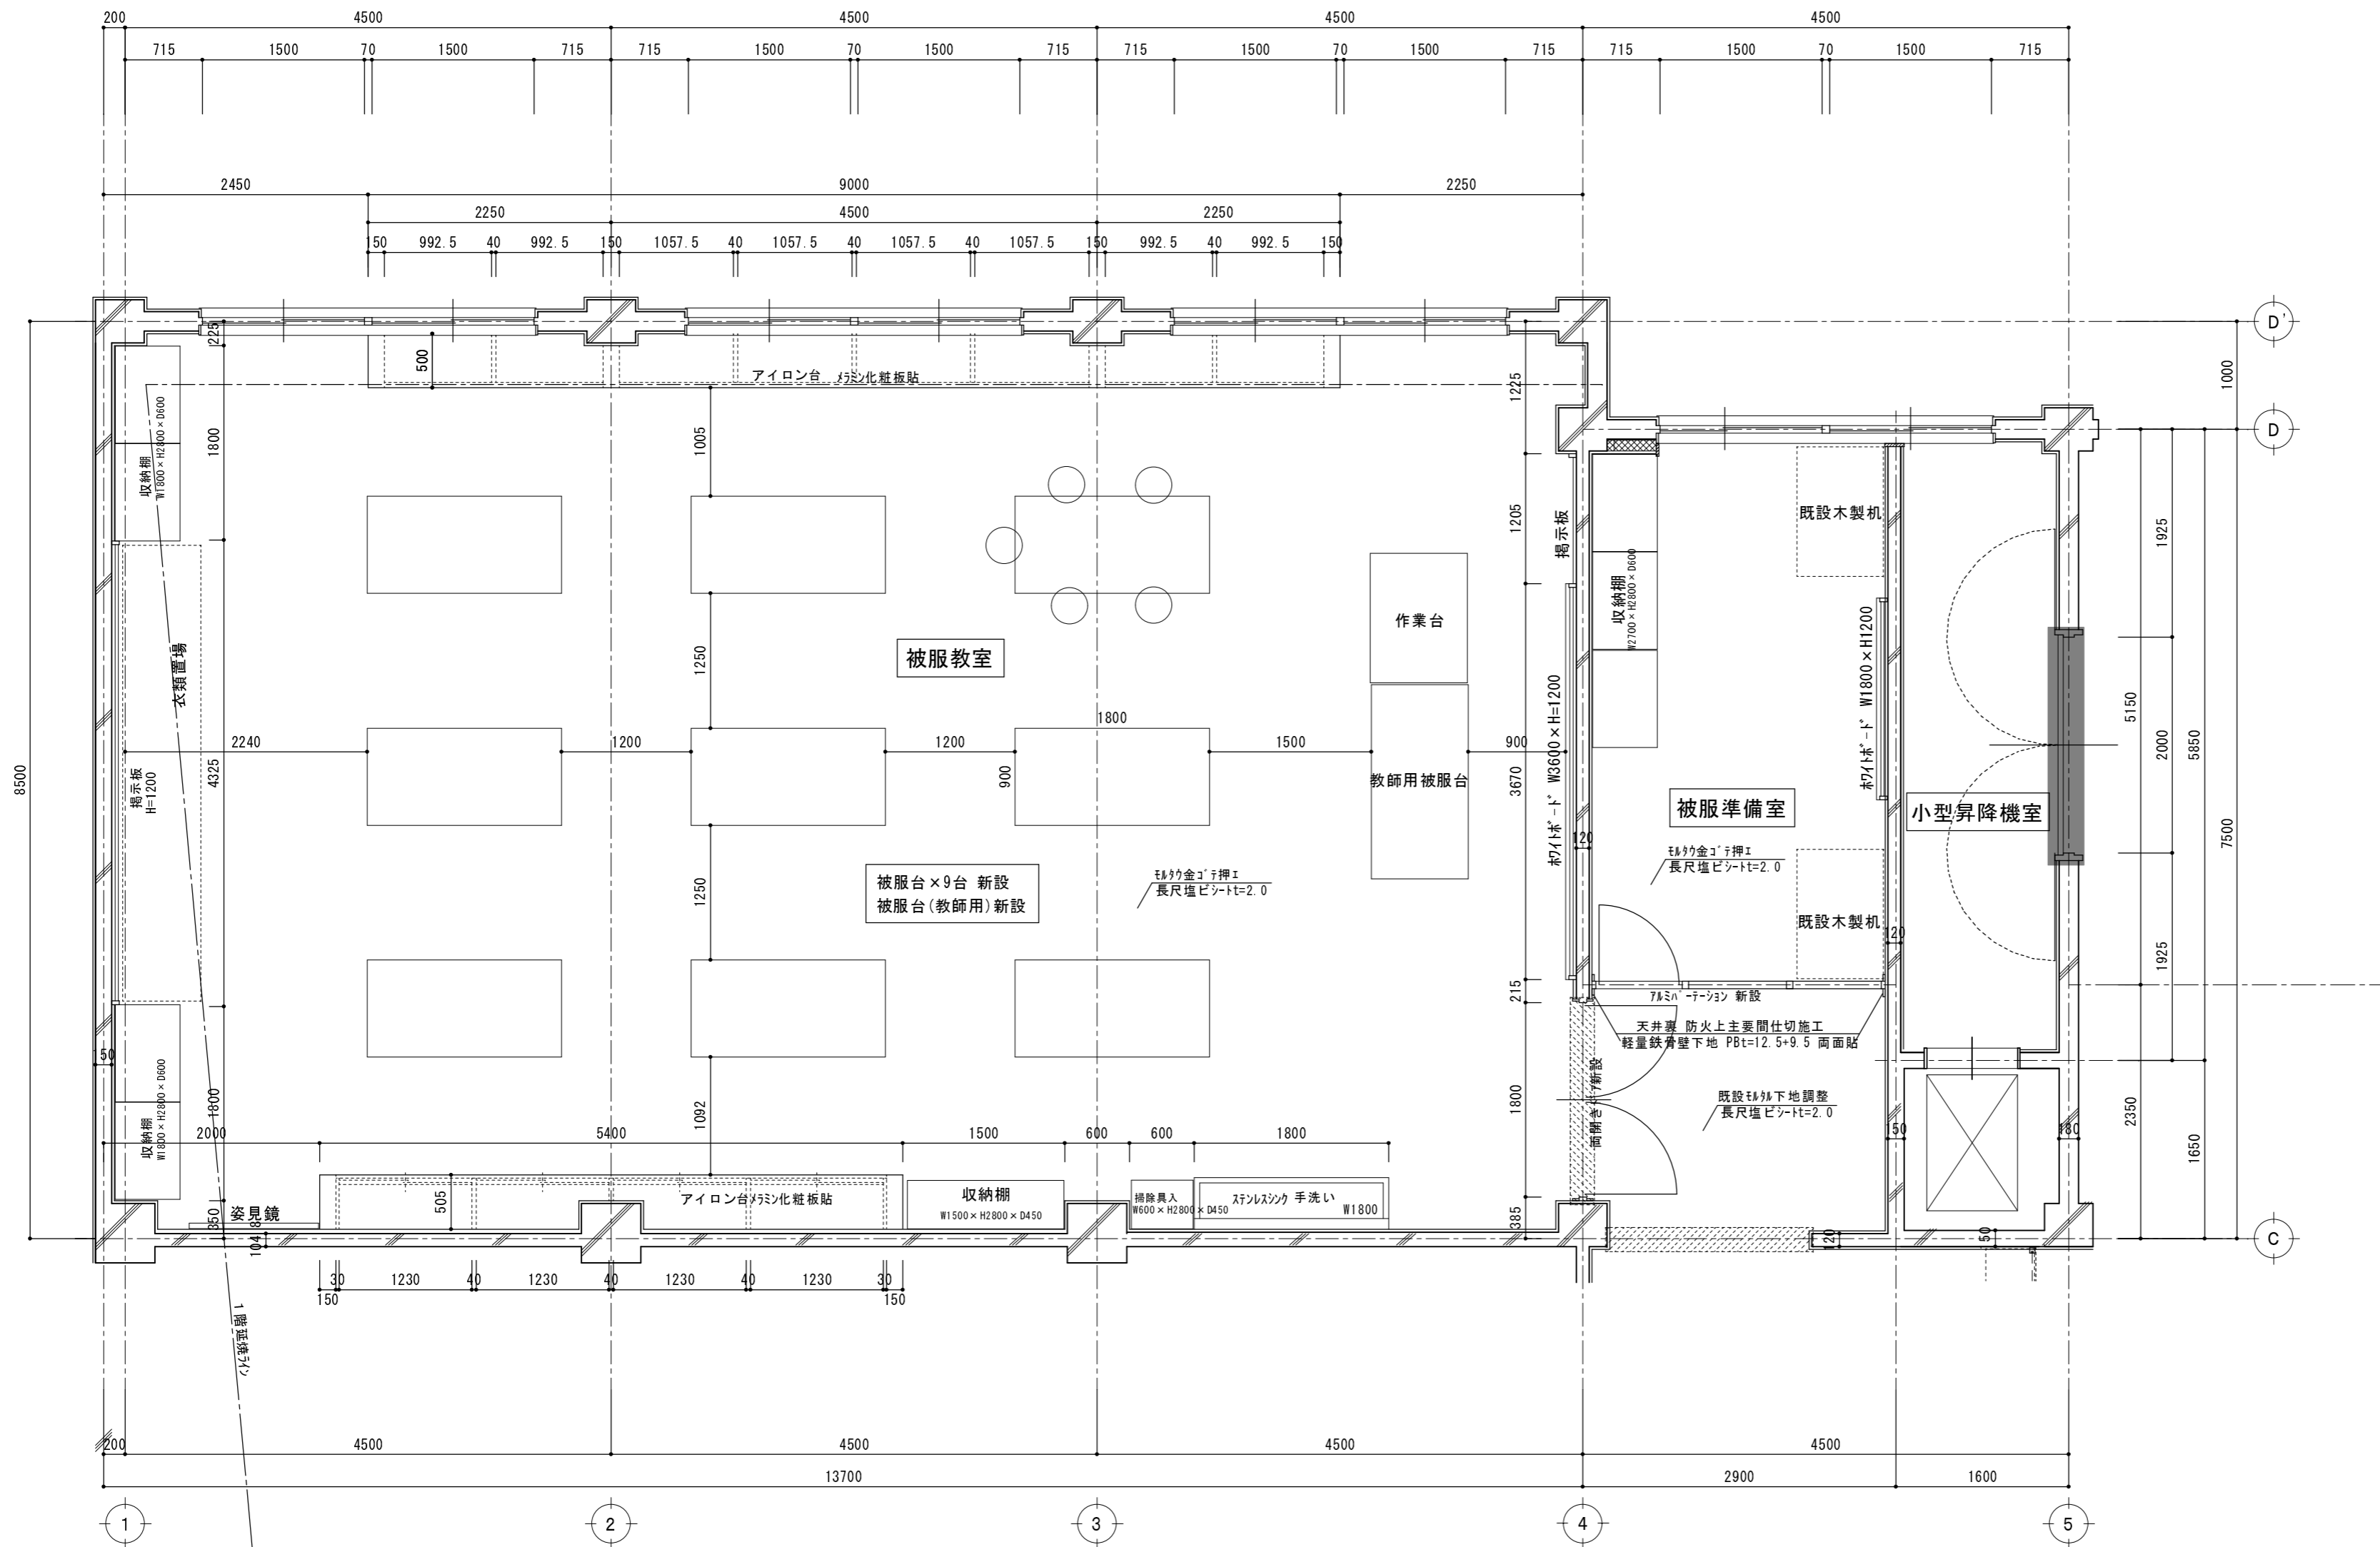 200 4500 4500 4500 4500
715 1500 70 1500 715 715 1500 70 1500 715 715 1500 70 1500 715 715 1500 70 1500 715
2450 9000 2250
2250 4500 2250
150 992.5 40 992.5 150 1057.5 40 1057.5 40 1057.5 40 1057.5 150 992.5 40 992.5 150
D'
D
C
8500
225
1800
4325
1800
350
104.8
150
収納棚
W1800×H2800×D600
衣類置場
掲示板
H=1200
収納棚
W1800×H2800×D600
500
アイロン台 メラミン化粧板貼
1005
1250
1250
1092
被服教室
2240 1200 1200 1800 1500 900
900
被服台×9台 新設
被服台(教師用)新設
モルタウ金ゴテ押エ
長尺塩ビシートt=2.0
作業台
教師用被服台
1225
1205
3670
215
1800
385
掲示板
ホワイトボード W3600×H=1200
120
収納棚
W2700×H2800×D600
既設木製机
ホワイトボード W1800×H1200
被服準備室
小型昇降機室
モルタウ金ゴテ押エ
長尺塩ビシートt=2.0
既設木製机
120
アルミパーテーション 新設
天井裏 防火上主要間仕切施工
軽量鉄骨壁下地 PBt=12.5+9.5 両面貼
既設モルタル下地調整
長尺塩ビシートt=2.0
150
180
120
150
1000
1925
2000
5150
5850
7500
1925
2350
1650
2000 5400 1500 600 600 1800
姿見鏡
505
アイロン台メラミン化粧板貼
収納棚
W1500×H2800×D450
掃除具入
W600×H2800×D450
ステンレスシンク 手洗い
W1800
30 1230 40 1230 40 1230 40 1230 30
150 150
1階延焼ライン
200 4500 4500 4500 4500
13700 2900 1600
1 2 3 4 5